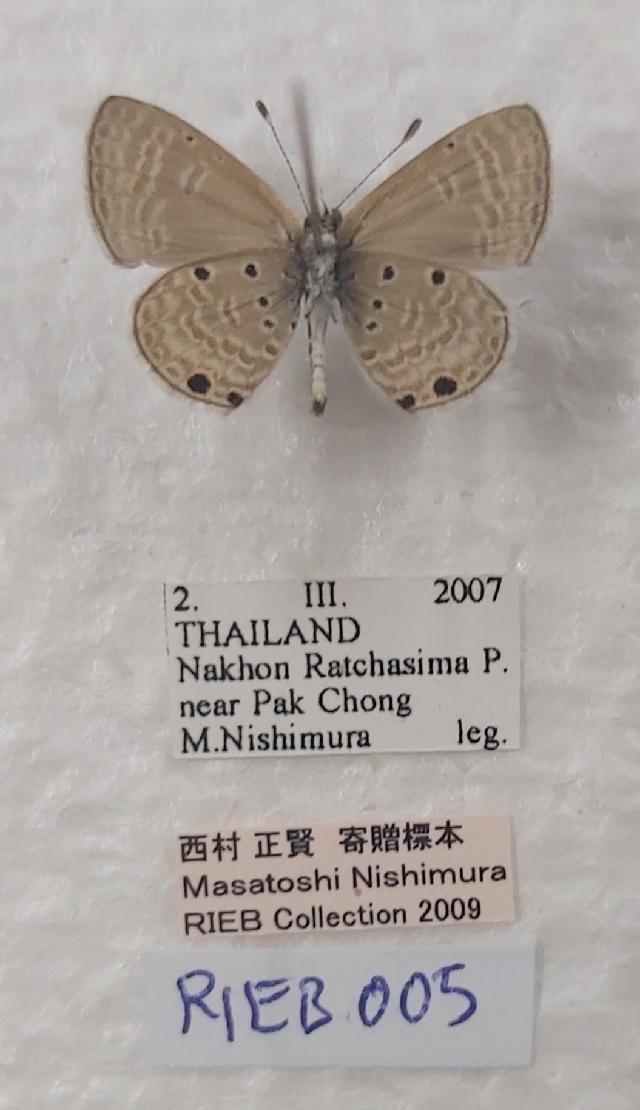 2. III. 2007
THAILAND
Nakhon Ratchasima P.
near Pak Chong
M.Nishimura leg.
西村 正賢 寄贈標本
Masatoshi Nishimura
RIEB Collection 2009
RIEB 005